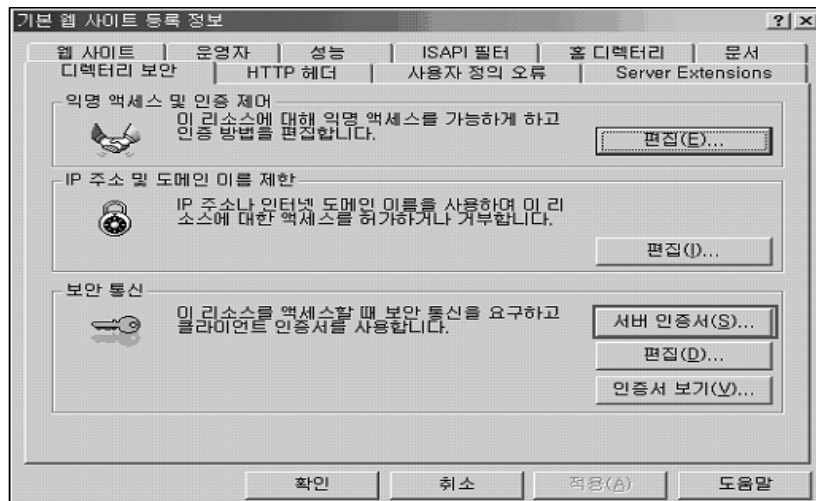 기본 웹 사이트 등록 정보
웹 사이트 운영자 성능 ISAPI 필터 홈 디렉터리 문서
디렉터리 보안 HTTP 헤더 사용자 정의 오류 Server Extensions
익명 액세스 및 인증 제어
이 리소스에 대해 익명 액세스를 가능하게 하고
인증 방법을 편집합니다.
편집(E)...
IP 주소 및 도메인 이름 제한
IP 주소나 인터넷 도메인 이름을 사용하여 이 리
소스에 대한 액세스를 허가하거나 거부합니다.
편집(I)...
보안 통신
이 리소스를 액세스할 때 보안 통신을 요구하고
클라이언트 인증서를 사용합니다.
서버 인증서(S)...
편집(D)...
인증서 보기(V)...
확인 취소 적용(A) 도움말